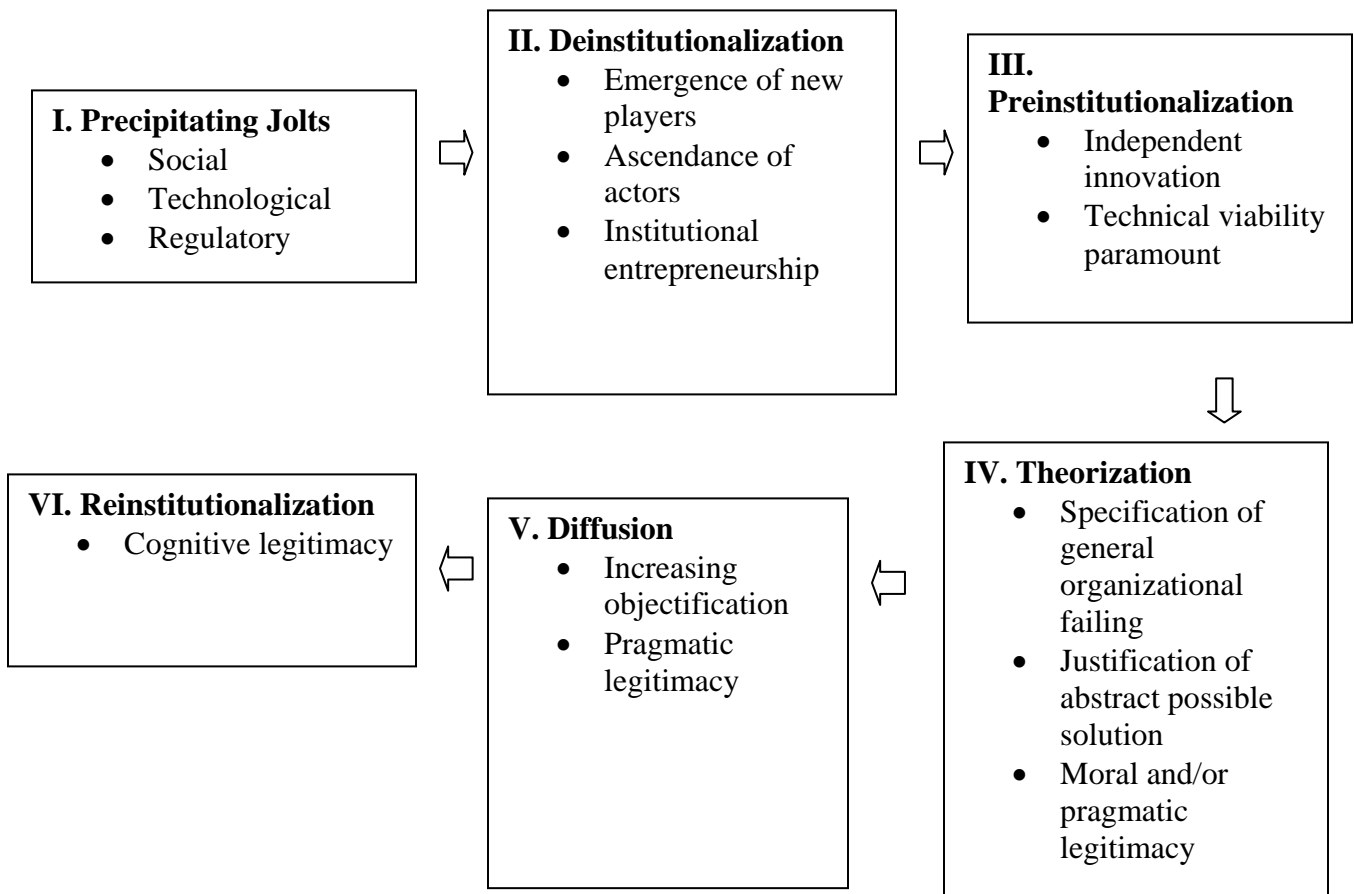 I. Precipitating Jolts
• Social
• Technological
• Regulatory
II. Deinstitutionalization
• Emergence of new
players
• Ascendance of
actors
• Institutional
entrepreneurship
III.
Preinstitutionalization
• Independent
innovation
• Technical viability
paramount
IV. Theorization
• Specification of
general
organizational
failing
• Justification of
abstract possible
solution
• Moral and/or
pragmatic
legitimacy
V. Diffusion
• Increasing
objectification
• Pragmatic
legitimacy
VI. Reinstitutionalization
• Cognitive legitimacy